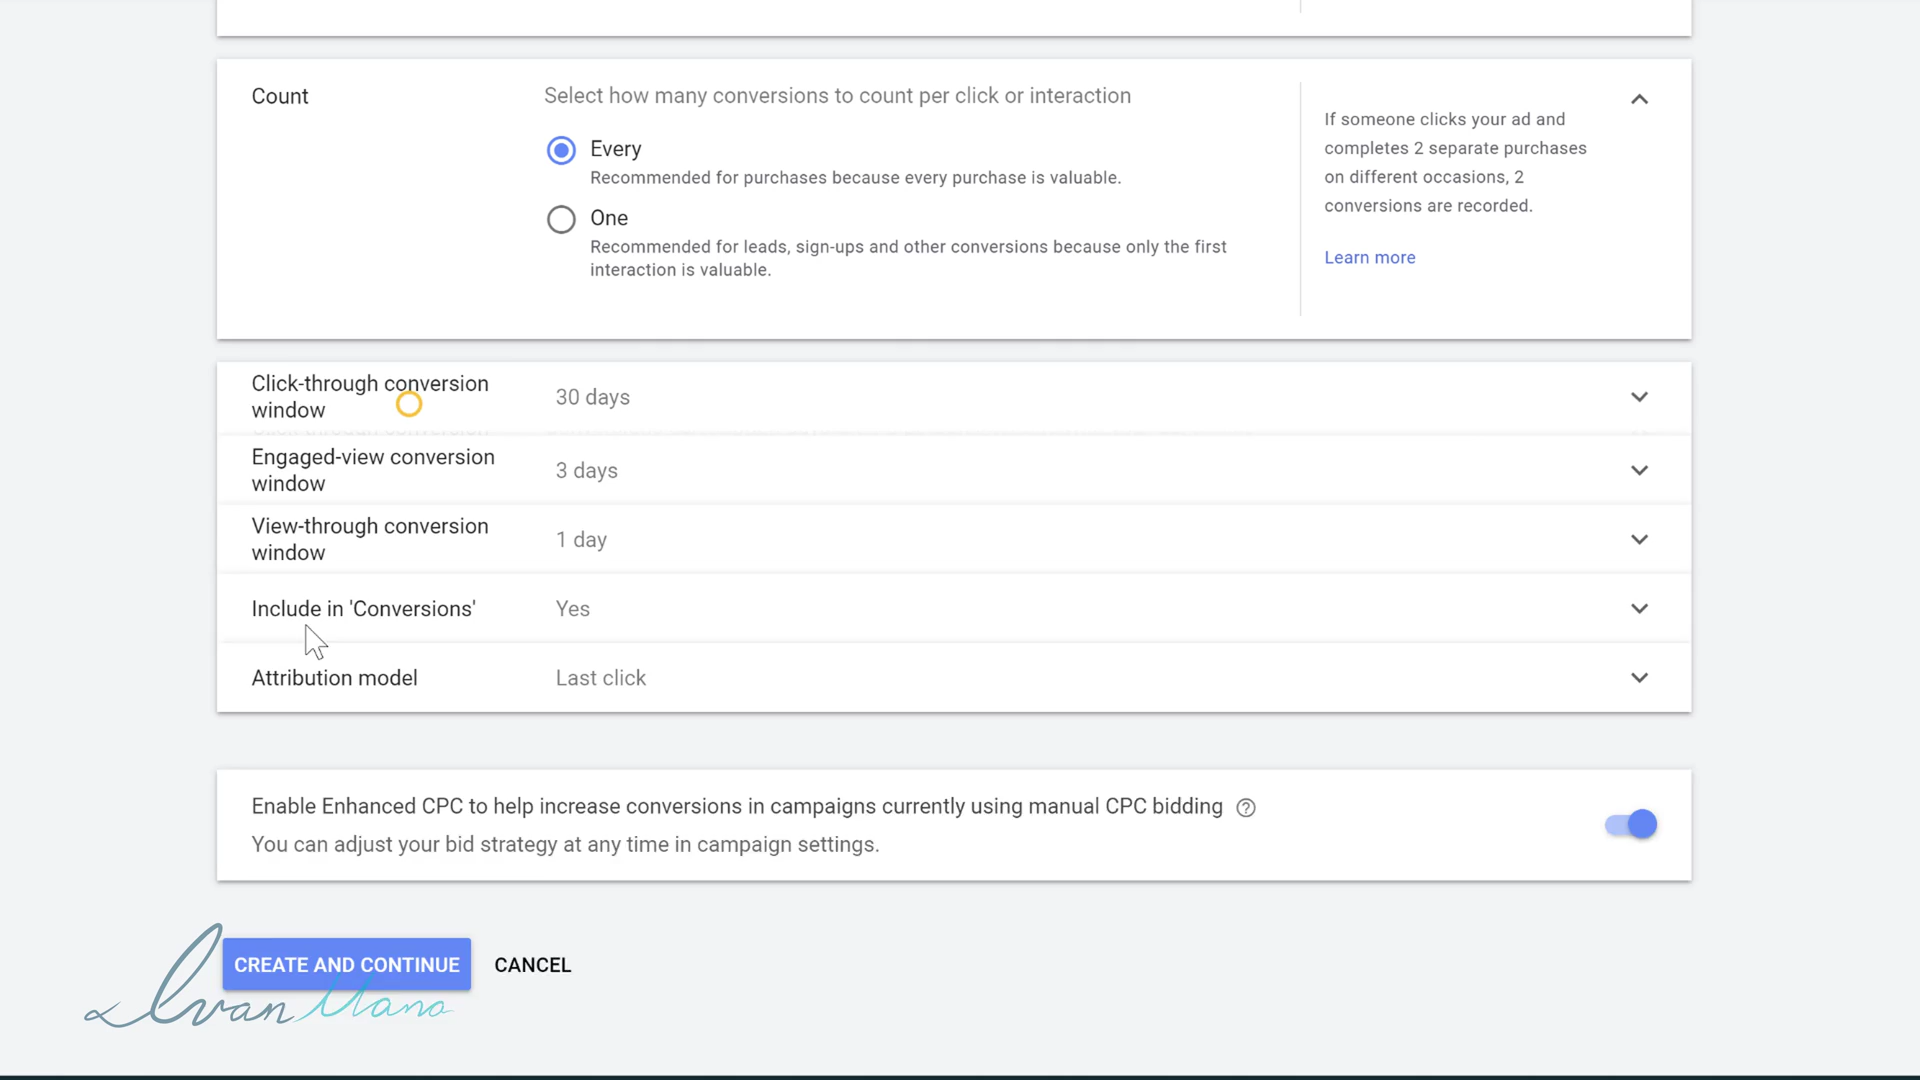 Count
Select how many conversions to count per click or interaction
Every
Recommended for purchases because every purchase is valuable.
One
Recommended for leads, sign-ups and other conversions because only the first
interaction is valuable.
If someone clicks your ad and
completes 2 separate purchases
on different occasions, 2
conversions are recorded.
Learn more
Click-through conversion
window
30 days
Engaged-view conversion
window
3 days
View-through conversion
window
1 day
Include in 'Conversions'
Yes
Attribution model
Last click
Enable Enhanced CPC to help increase conversions in campaigns currently using manual CPC bidding
You can adjust your bid strategy at any time in campaign settings.
CREATE AND CONTINUE
CANCEL
Ivan Mana